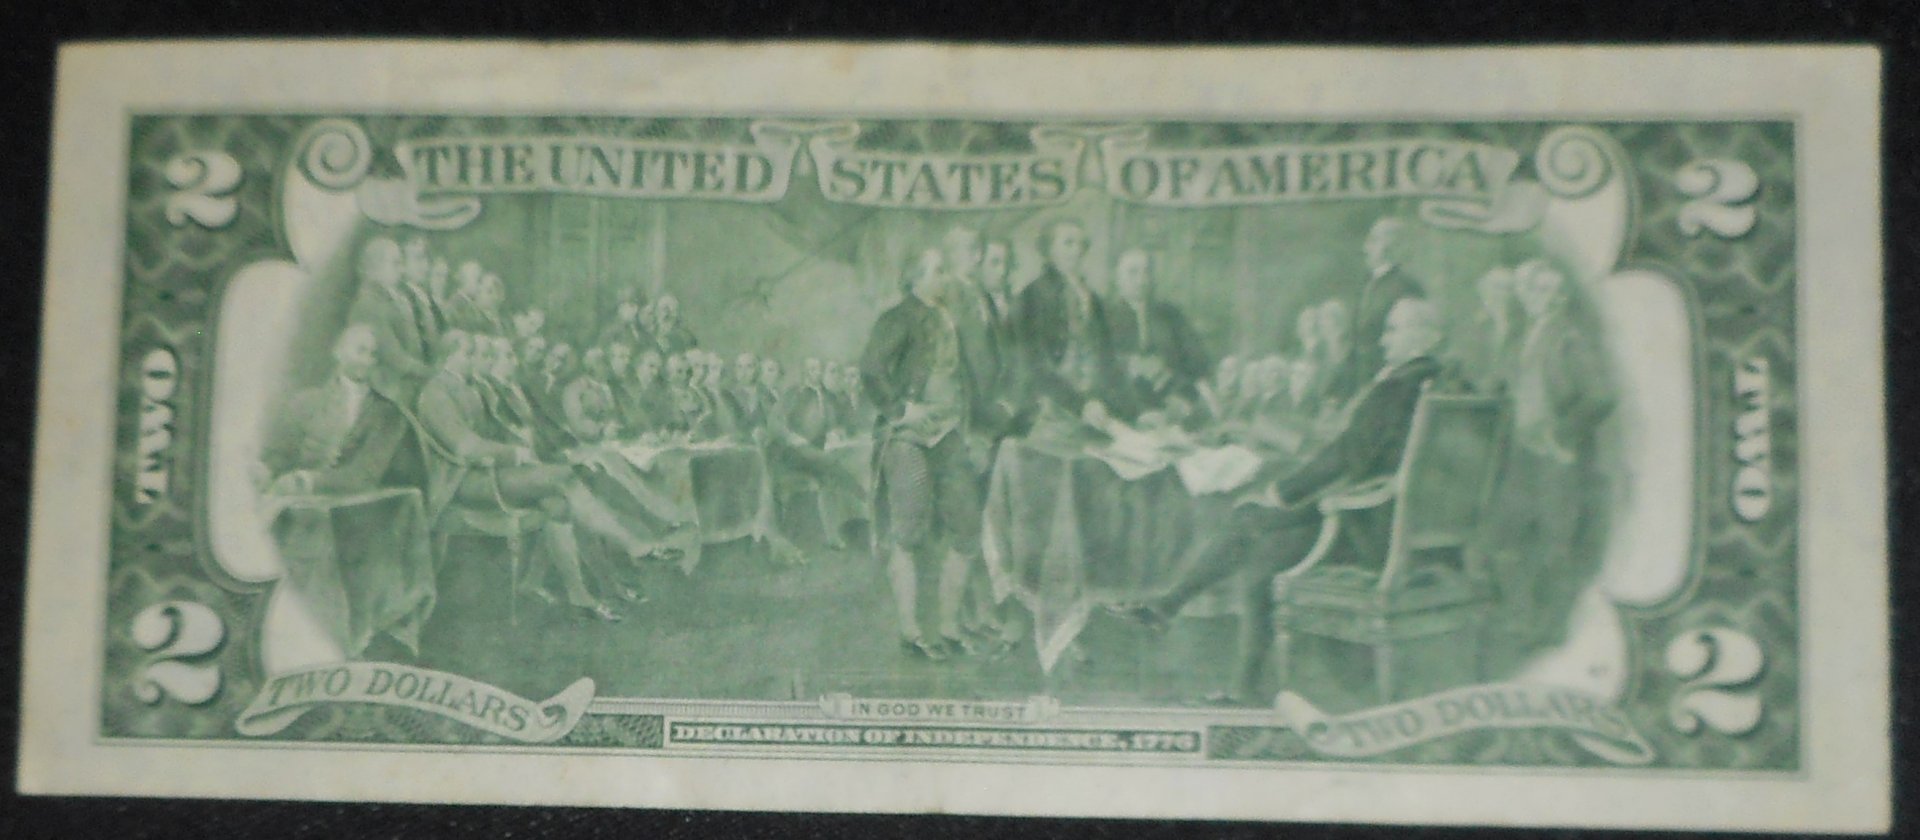 2 THE UNITED STATES OF AMERICA 2
TWO TWO
2 TWO DOLLARS IN GOD WE TRUST TWO DOLLARS 2
DECLARATION OF INDEPENDENCE, 1776